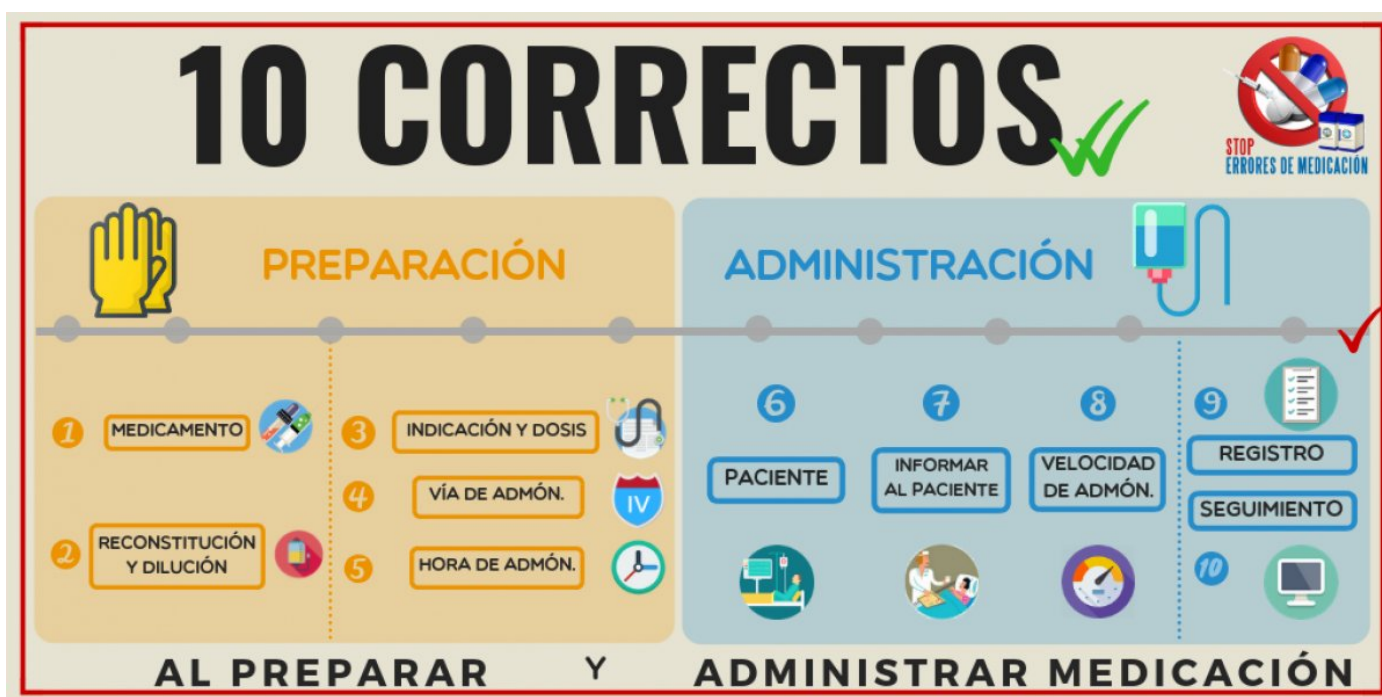 10 CORRECTOS
STOP
ERRORES DE MEDICACIÓN
PREPARACIÓN
1 MEDICAMENTO
2 RECONSTITUCIÓN
Y DILUCIÓN
3 INDICACIÓN Y DOSIS
4 VÍA DE ADMÓN.
IV
5 HORA DE ADMÓN.
ADMINISTRACIÓN
6
PACIENTE
7
INFORMAR
AL PACIENTE
8
VELOCIDAD
DE ADMÓN.
9
REGISTRO
SEGUIMIENTO
10
AL PREPARAR Y ADMINISTRAR MEDICACIÓN